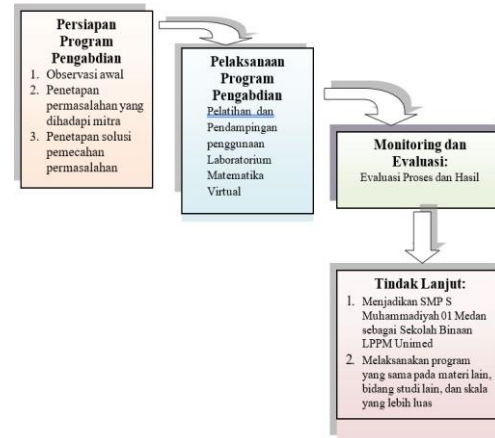 Persiapan
Program
Pengabdian
1. Observasi awal
2. Penetapan
permasalahan yang
dihadapi mitra
3. Penetapan solusi
pemecahan
permasalahan
Pelaksanaan
Program
Pengabdian
Pelatihan dan
Pendampingan
penggunaan
Laboratorium
Matematika
Virtual
Monitoring dan
Evaluasi:
Evaluasi Proses dan Hasil
Tindak Lanjut:
1. Menjadikan SMP S
Muhammadiyah 01 Medan
sebagai Sekolah Binaan
LPPM Unimed
2. Melaksanakan program
yang sama pada materi lain,
bidang studi lain, dan skala
yang lebih luas